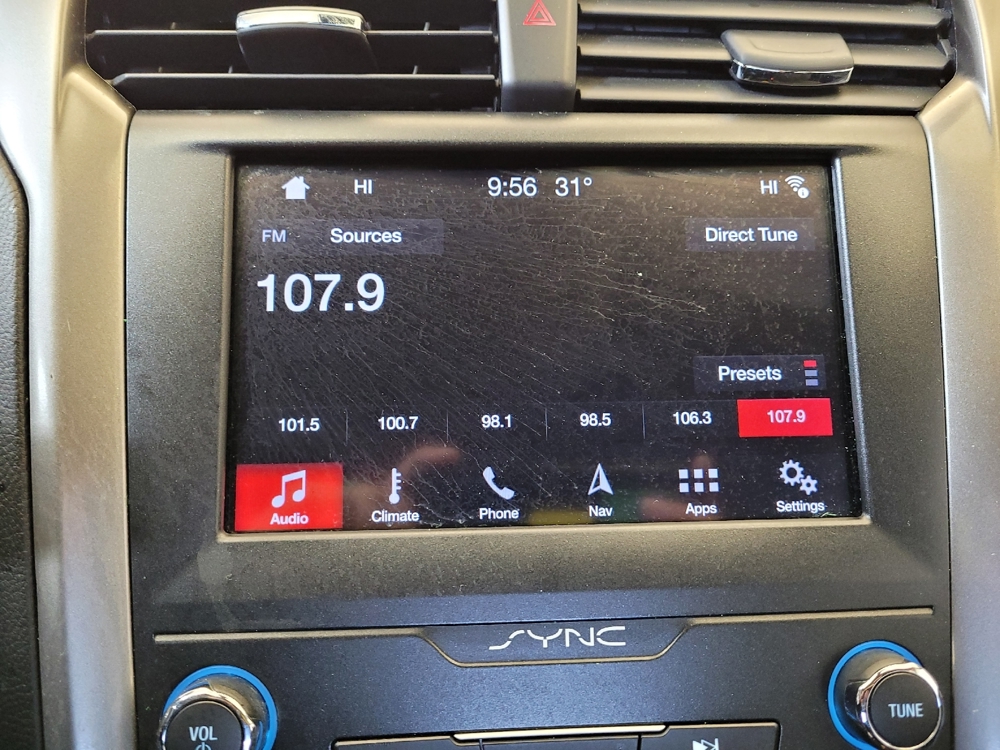 HI 9:56 31° HI
FM Sources Direct Tune
107.9
Presets
101.5 100.7 98.1 98.5 106.3 107.9
Audio Climate Phone Nav Apps Settings
SYNC
VOL TUNE